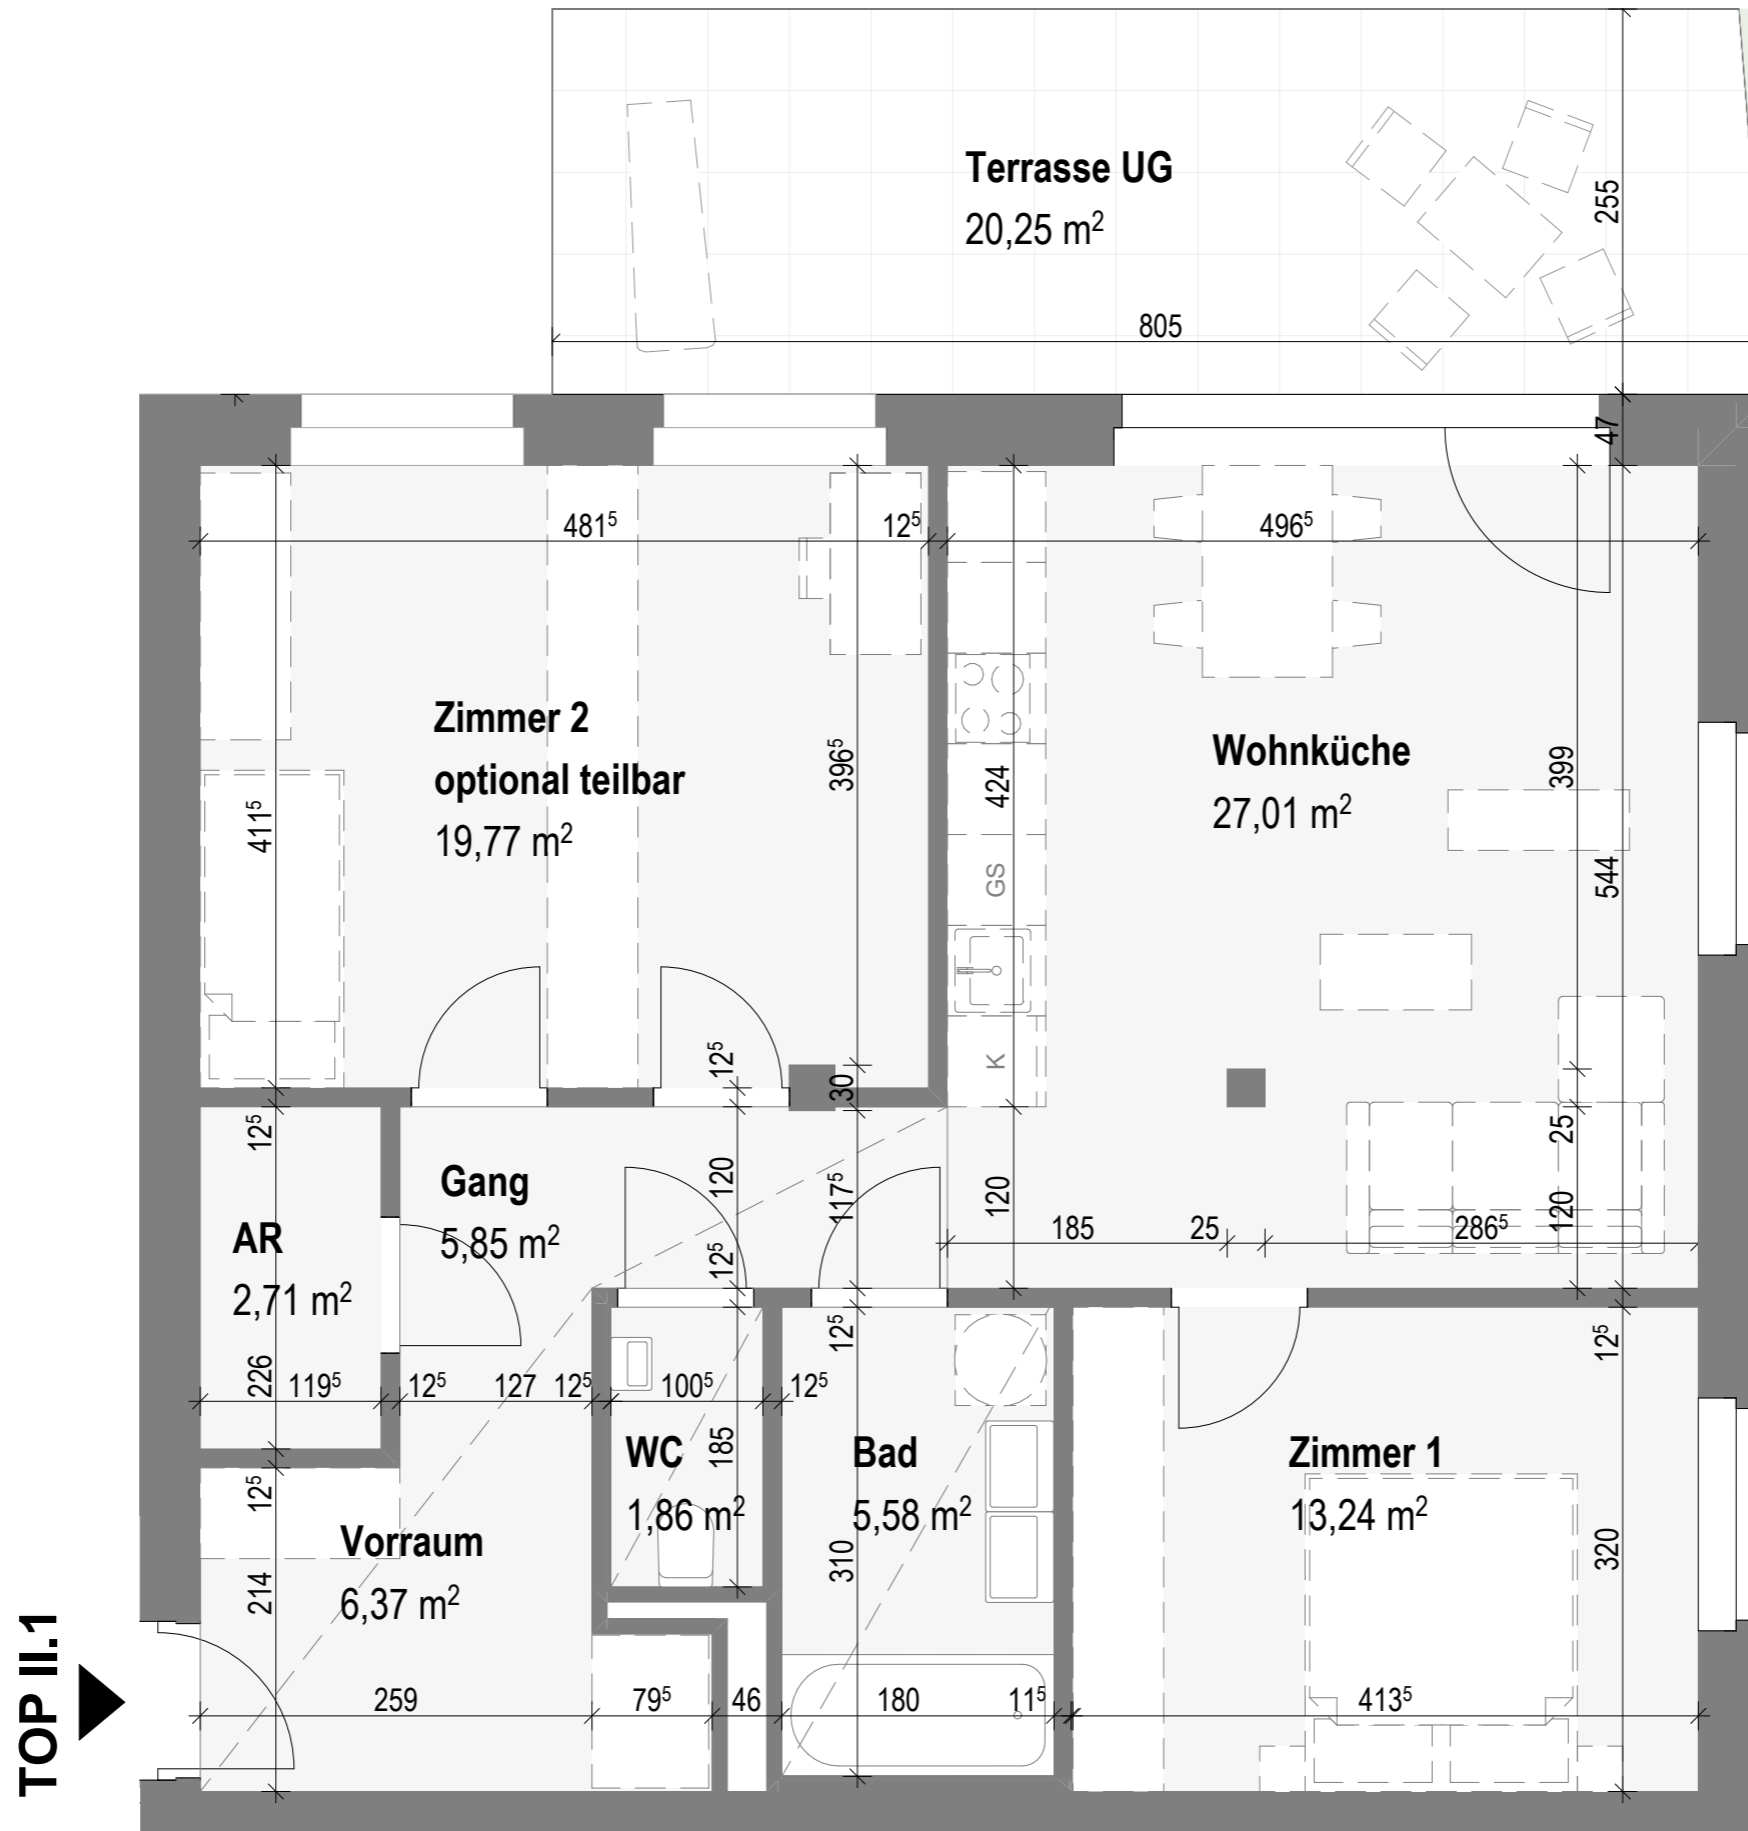 Terrasse UG
20,25 m²
255
805
47
481⁵
12⁵
496⁵
Zimmer 2
optional teilbar
19,77 m²
396⁵
411⁵
424
Wohnküche
27,01 m²
399
544
GS
K
12⁵
30
12⁵
Gang
5,85 m²
120
117⁵
120
25
120
AR
2,71 m²
12⁵
185
25
286⁵
226
119⁵
12⁵
127
12⁵
100⁵
12⁵
12⁵
12⁵
WC
1,86 m²
185
Bad
5,58 m²
310
Zimmer 1
13,24 m²
320
12⁵
Vorraum
6,37 m²
214
TOP II.1
259
79⁵
46
180
11⁵
413⁵